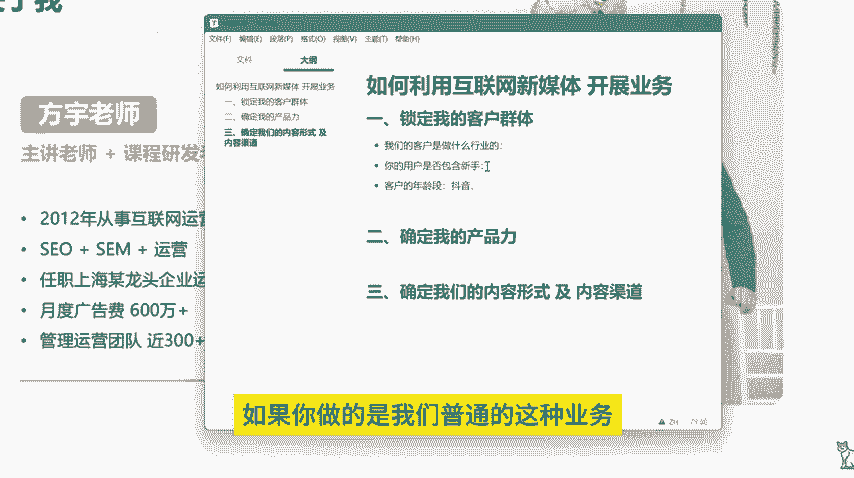 方宇老师
主讲老师 + 课程研发
• 2012年从事互联网运营
• SEO + SEM + 运营
• 任职上海某龙头企业运
• 月度广告费 600万+
• 管理运营团队 近300+
文件(F) 编辑(E) 段落(P) 格式(O) 视图(V) 主题(T) 帮助(H)
文件 大纲
如何利用互联网新媒体 开展业务
一、锁定我的客户群体
二、确定我的产品力
三、确定我们的内容形式 及
内容渠道
如何利用互联网新媒体 开展业务
一、锁定我的客户群体
• 我们的客户是做什么行业的：
• 你的用户是否包含新手：
• 客户的年龄段：抖音、
二、确定我的产品力
三、确定我们的内容形式 及 内容渠道
如果你做的是我们普通的这种业务